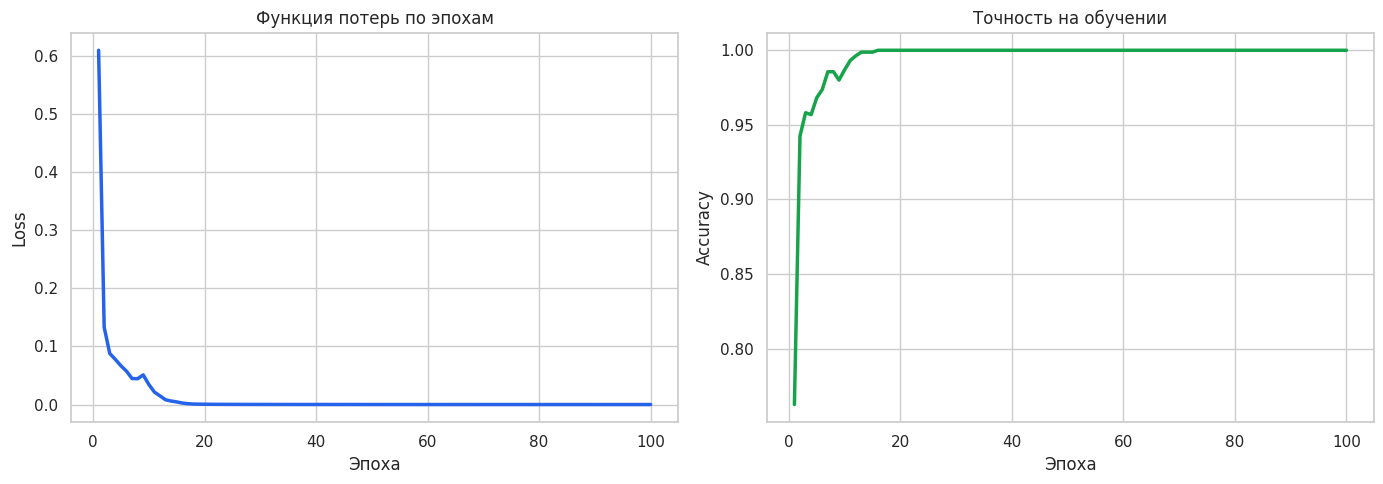 Функция потерь по эпохам
Loss
0.6
0.5
0.4
0.3
0.2
0.1
0.0
0 20 40 60 80 100
Эпоха
Точность на обучении
Accuracy
1.00
0.95
0.90
0.85
0.80
0 20 40 60 80 100
Эпоха